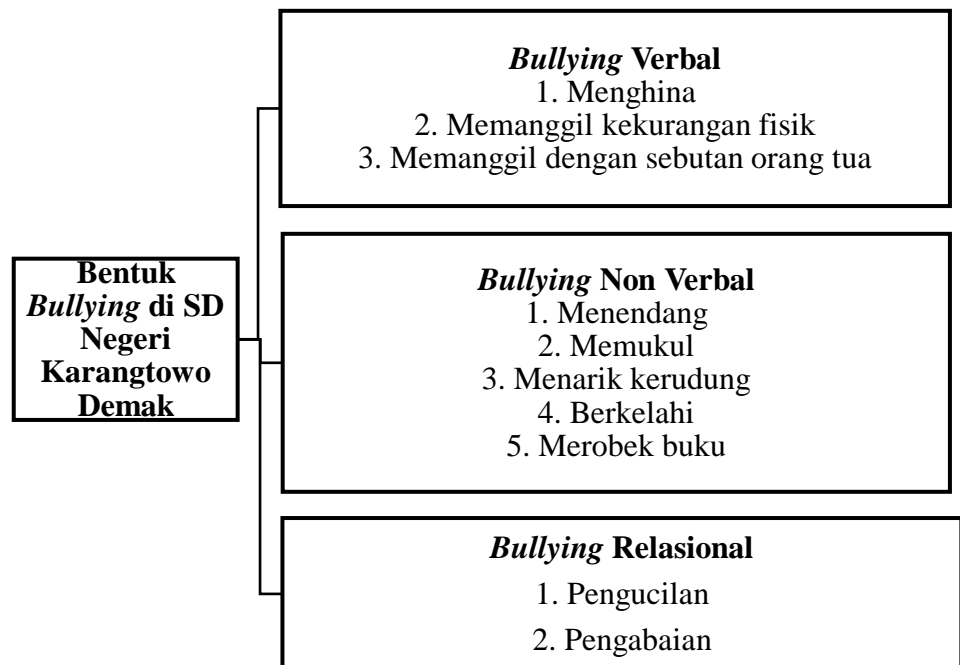 Bentuk
Bullying di SD
Negeri
Karangtowo
Demak
Bullying Verbal
1. Menghina
2. Memanggil kekurangan fisik
3. Memanggil dengan sebutan orang tua
Bullying Non Verbal
1. Menendang
2. Memukul
3. Menarik kerudung
4. Berkelahi
5. Merobek buku
Bullying Relasional
1. Pengucilan
2. Pengabaian